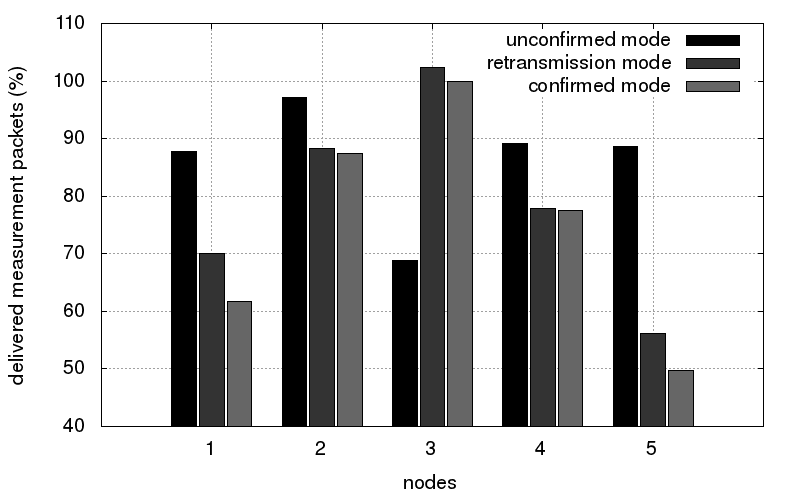 110
100
90
80
70
60
50
40
delivered measurement packets (%)
unconfirmed mode
retransmission mode
confirmed mode
1 2 3 4 5
nodes